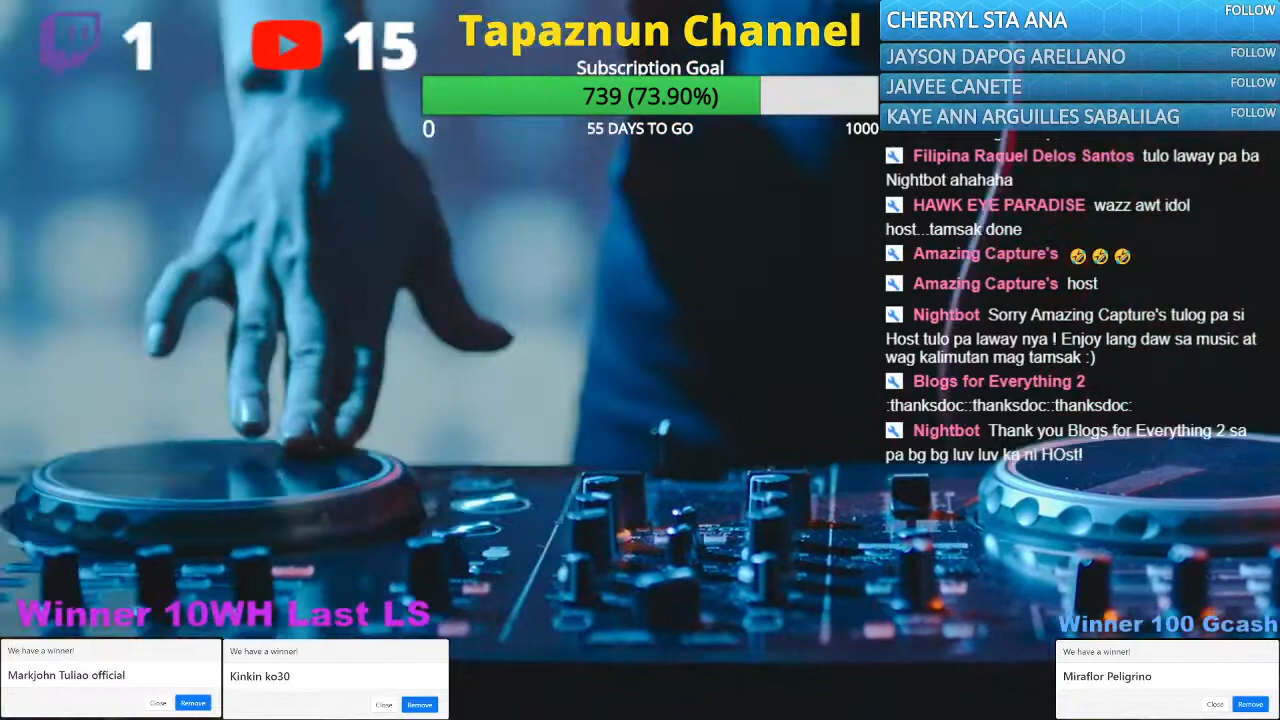 1
15
Tapaznun Channel
Subscription Goal
739 (73.90%)
0
55 DAYS TO GO
1000
CHERRYL STA ANA
FOLLOW
JAYSON DAPOG ARELLANO
FOLLOW
JAIVEE CANETE
FOLLOW
KAYE ANN ARGUILLES SABALILAG
FOLLOW
Filipina Raquel Delos Santos tulo laway pa ba
Nightbot ahahaha
HAWK EYE PARADISE wazz awt idol
host...tamsak done
Amazing Capture's 🤣 🤣 🤣
Amazing Capture's host
Nightbot Sorry Amazing Capture's tulog pa si
Host tulo pa laway nya ! Enjoy lang daw sa music at
wag kalimutan mag tamsak :)
Blogs for Everything 2
:thanksdoc::thanksdoc::thanksdoc:
Nightbot Thank you Blogs for Everything 2 sa
pa bg bg luv luv ka ni HOst!
Winner 10WH Last LS
We have a winner!
Markjohn Tuliao official
Close Remove
We have a winner!
Kinkin ko30
Close Remove
Winner 100 Gcash
We have a winner!
Miraflor Peligrino
Close Remove